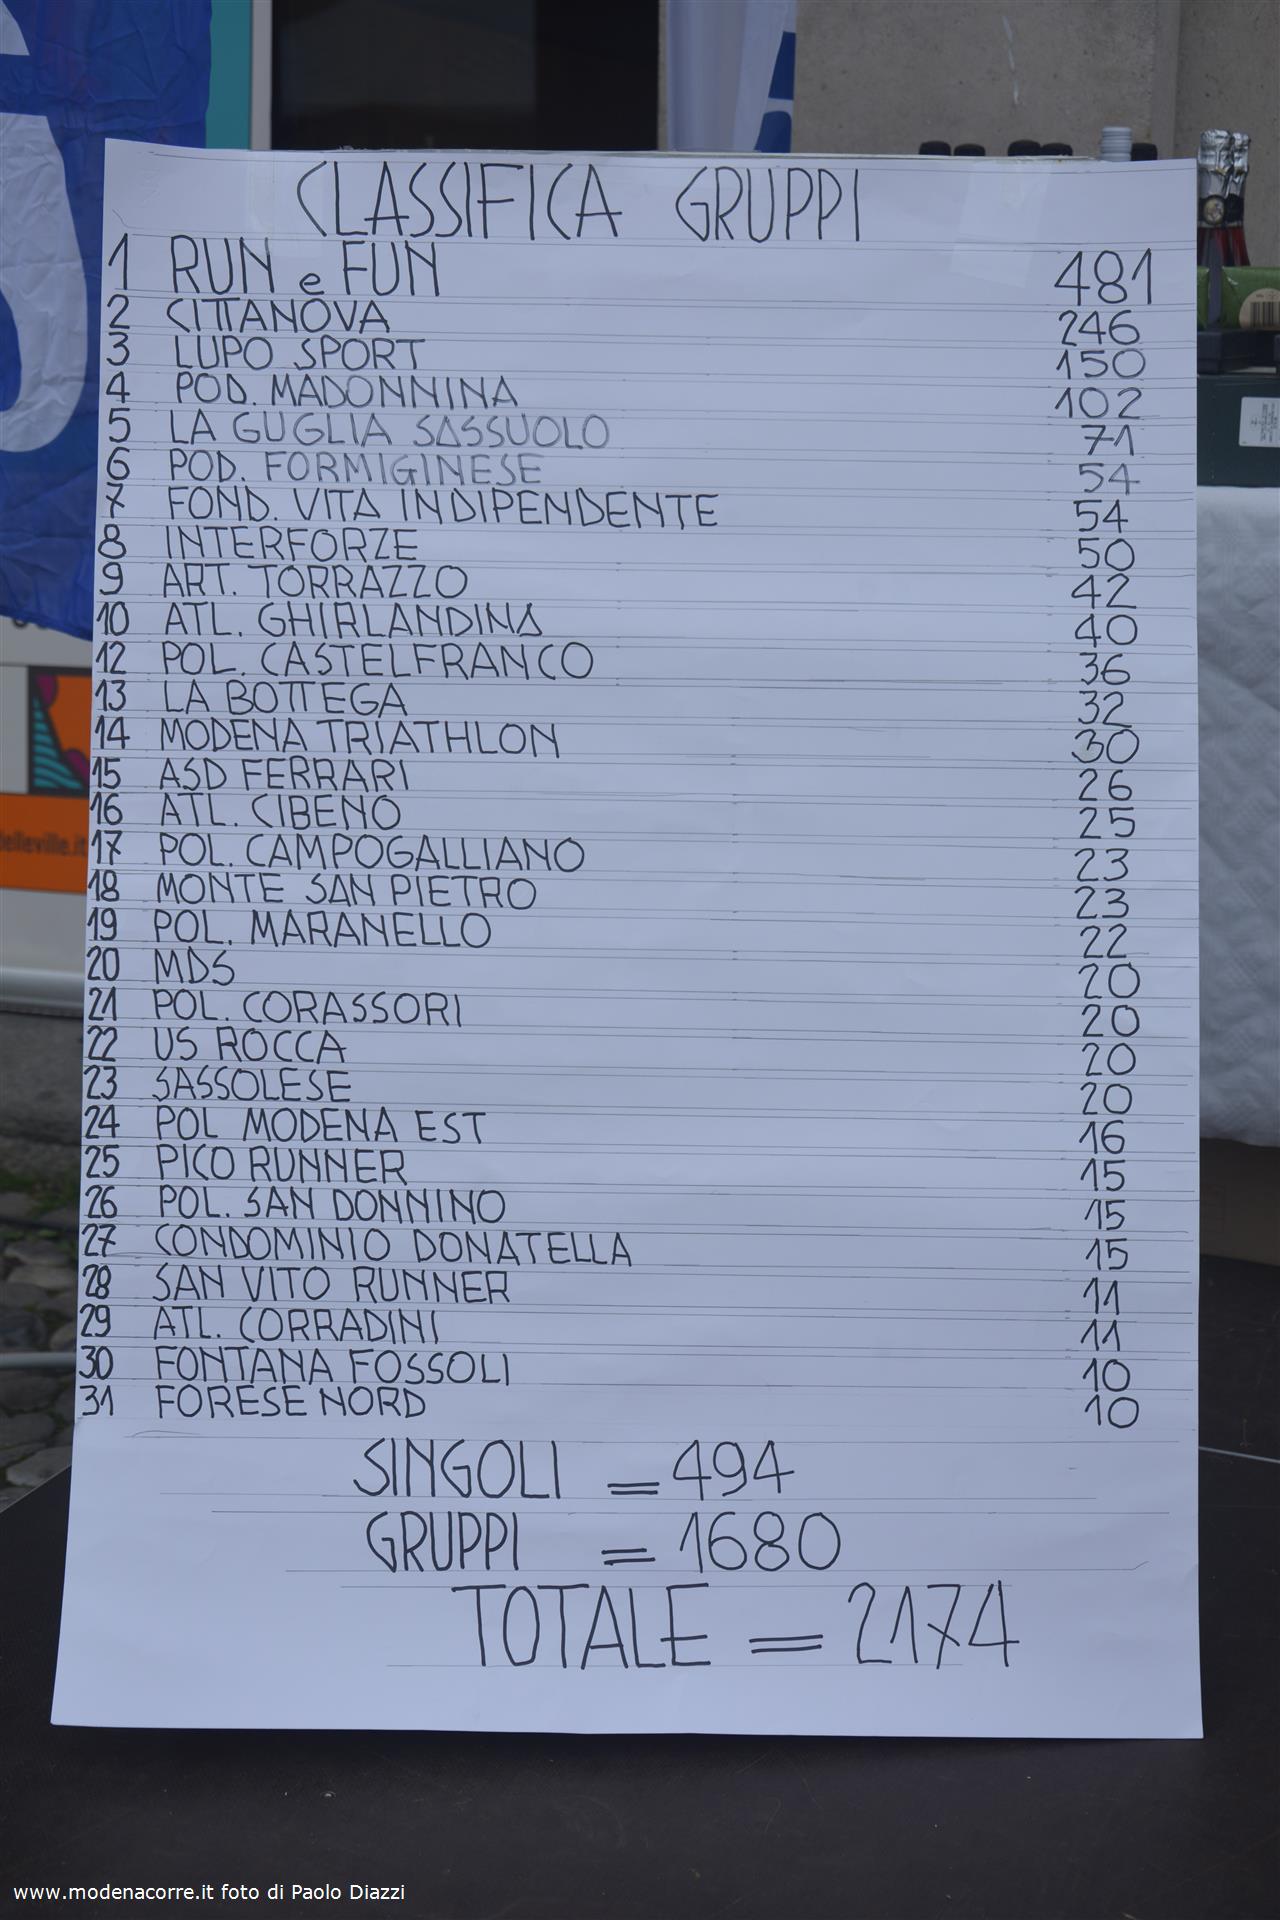 CLASSIFICA GRUPPI
1 RUN e FUN 481
2 CITTANOVA 246
3 LUPO SPORT 150
4 POD. MADONNINA 102
5 LA GUGLIA SASSUOLO 71
6 POD. FORMIGINESE 54
7 FOND. VITA INDIPENDENTE 54
8 INTERFORZE 50
9 ART. TORRAZZO 42
10 ATL. GHIRLANDINA 40
12 POL. CASTELFRANCO 36
13 LA BOTTEGA 32
14 MODENA TRIATHLON 30
15 ASD FERRARI 26
16 ATL. CIBENO 25
17 POL. CAMPOGALLIANO 23
18 MONTE SAN PIETRO 23
19 POL. MARANELLO 22
20 MDS 20
21 POL. CORASSORI 20
22 US ROCCA 20
23 SASSOLESE 20
24 POL MODENA EST 16
25 PICO RUNNER 15
26 POL. SAN DONNINO 15
27 CONDOMINIO DONATELLA 15
28 SAN VITO RUNNER 11
29 ATL. CORRADINI 11
30 FONTANA FOSSOLI 10
31 FORESE NORD 10
SINGOLI = 494
GRUPPI = 1680
TOTALE = 2174
delleville.it
www.modenacorre.it foto di Paolo Diazzi